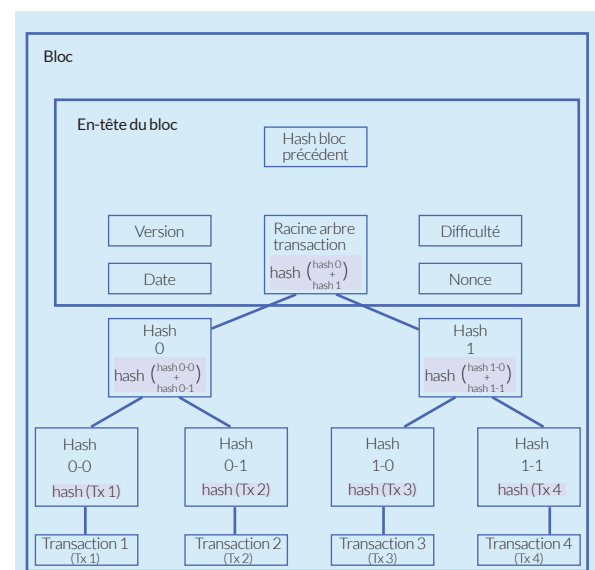 Bloc
En-tête du bloc
Hash bloc
précédent
Version
Racine arbre
transaction
hash (hash 0
+
hash 1)
Difficulté
Date
Nonce
Hash
0
hash (hash 0-0
+
hash 0-1)
Hash
1
hash (hash 1-0
+
hash 1-1)
Hash
0-0
hash (Tx 1)
Hash
0-1
hash (Tx 2)
Hash
1-0
hash (Tx 3)
Hash
1-1
hash (Tx 4
Transaction 1
(Tx 1)
Transaction 2
(Tx 2)
Transaction 3
(Tx 3)
Transaction 4
(Tx 4)